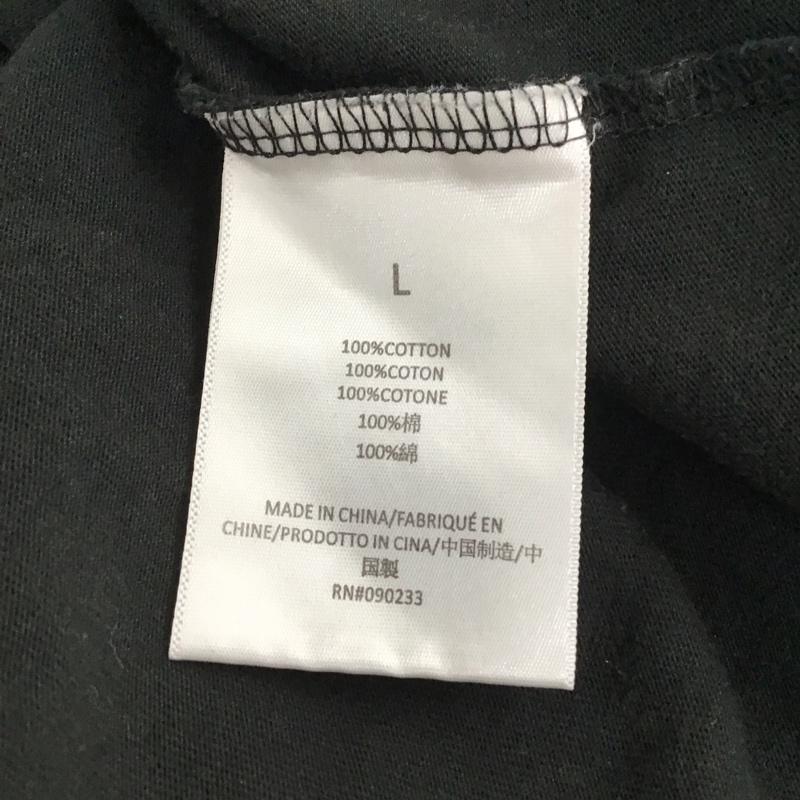 L
100%COTTON
100%COTON
100%COTONE
100%棉
100%綿
MADE IN CHINA/FABRIQUÉ EN
CHINE/PRODOTTO IN CINA/中国制造/中
国製
RN#090233